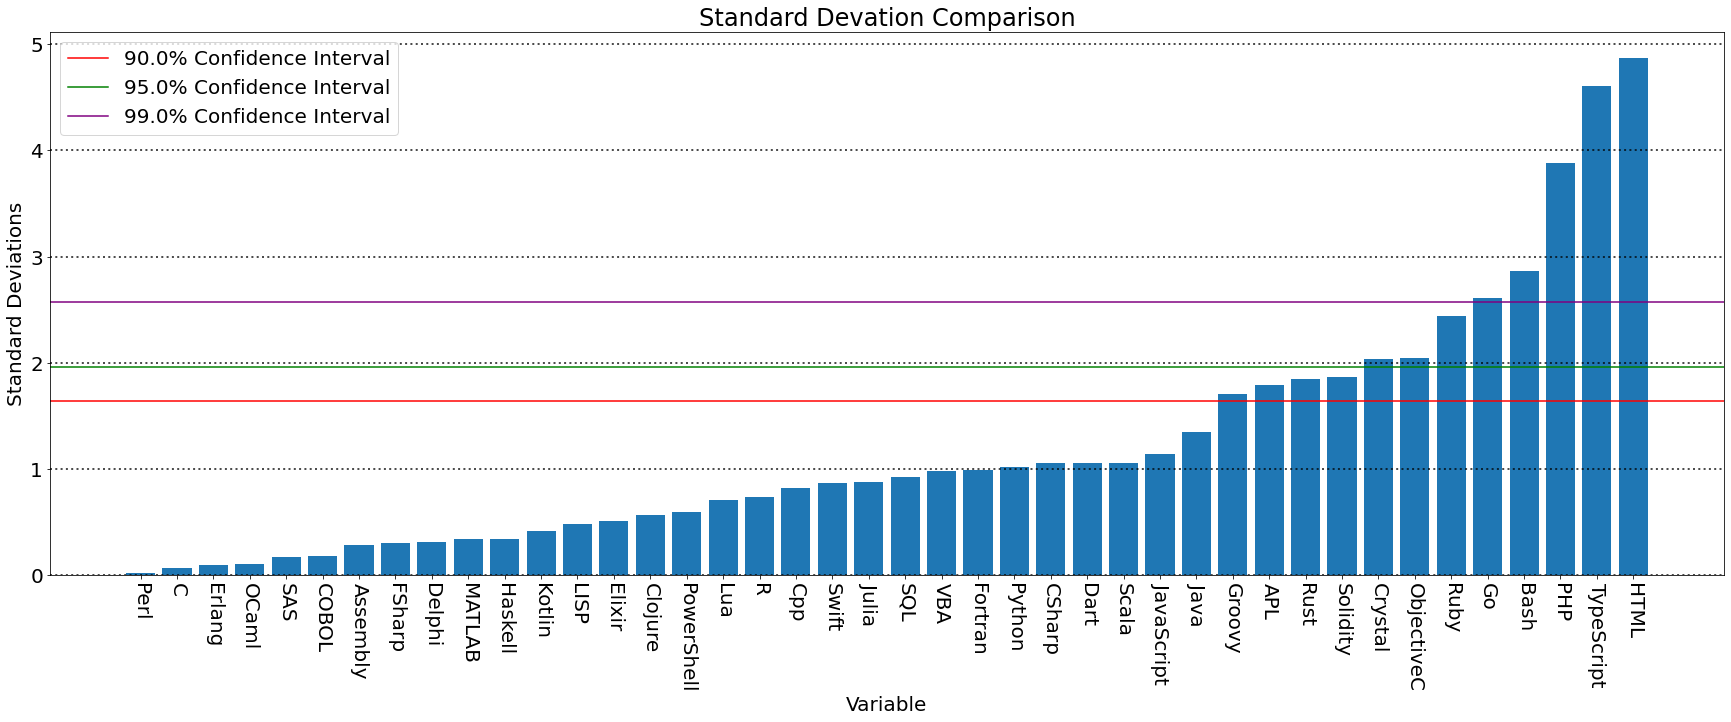 Standard Devation Comparison
90.0% Confidence Interval
95.0% Confidence Interval
99.0% Confidence Interval
Standard Deviations
5
4
3
2
1
0
Perl
C
Erlang
OCaml
SAS
COBOL
Assembly
FSharp
Delphi
MATLAB
Haskell
Kotlin
LISP
Elixir
Clojure
PowerShell
Lua
R
Cpp
Swift
Julia
SQL
VBA
Fortran
Python
CSharp
Dart
Scala
JavaScript
Java
Groovy
APL
Rust
Solidity
Crystal
ObjectiveC
Ruby
Go
Bash
PHP
TypeScript
HTML
Variable